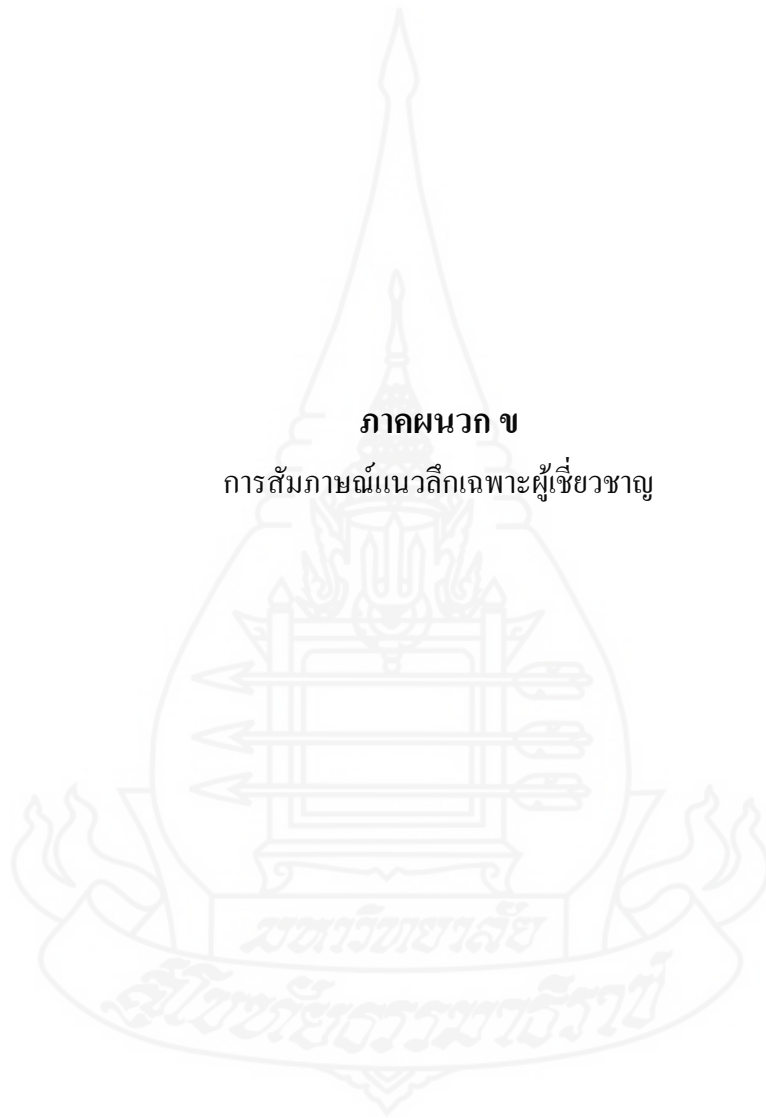 ภาคผนวก ข
การสัมภาษณ์แนวลึกเฉพาะผู้เชี่ยวชาญ
มหาวิทยาลัย
สุโขทัยธรรมาธิราช